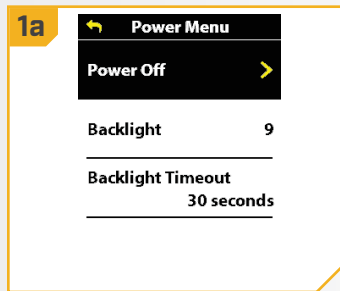 1a
Power Menu
Power Off
Backlight 9
Backlight Timeout
30 seconds